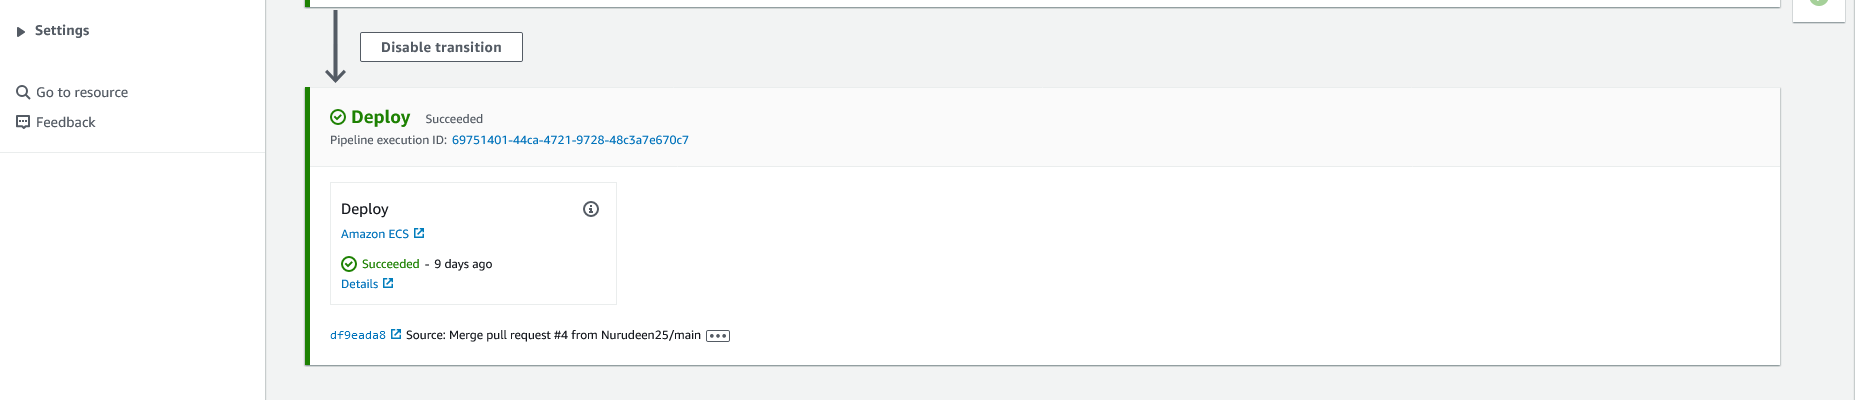 Settings
Go to resource
Feedback
Disable transition
Deploy Succeeded
Pipeline execution ID: 69751401-44ca-4721-9728-48c3a7e670c7
Deploy
Amazon ECS
Succeeded - 9 days ago
Details
df9eada8 Source: Merge pull request #4 from Nurudeen25/main